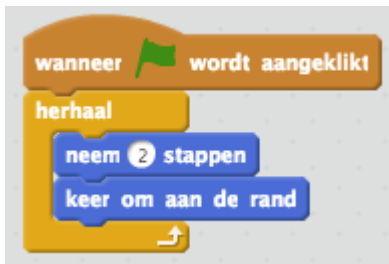 wanneer wordt aangeklikt
herhaal
neem 2 stappen
keer om aan de rand